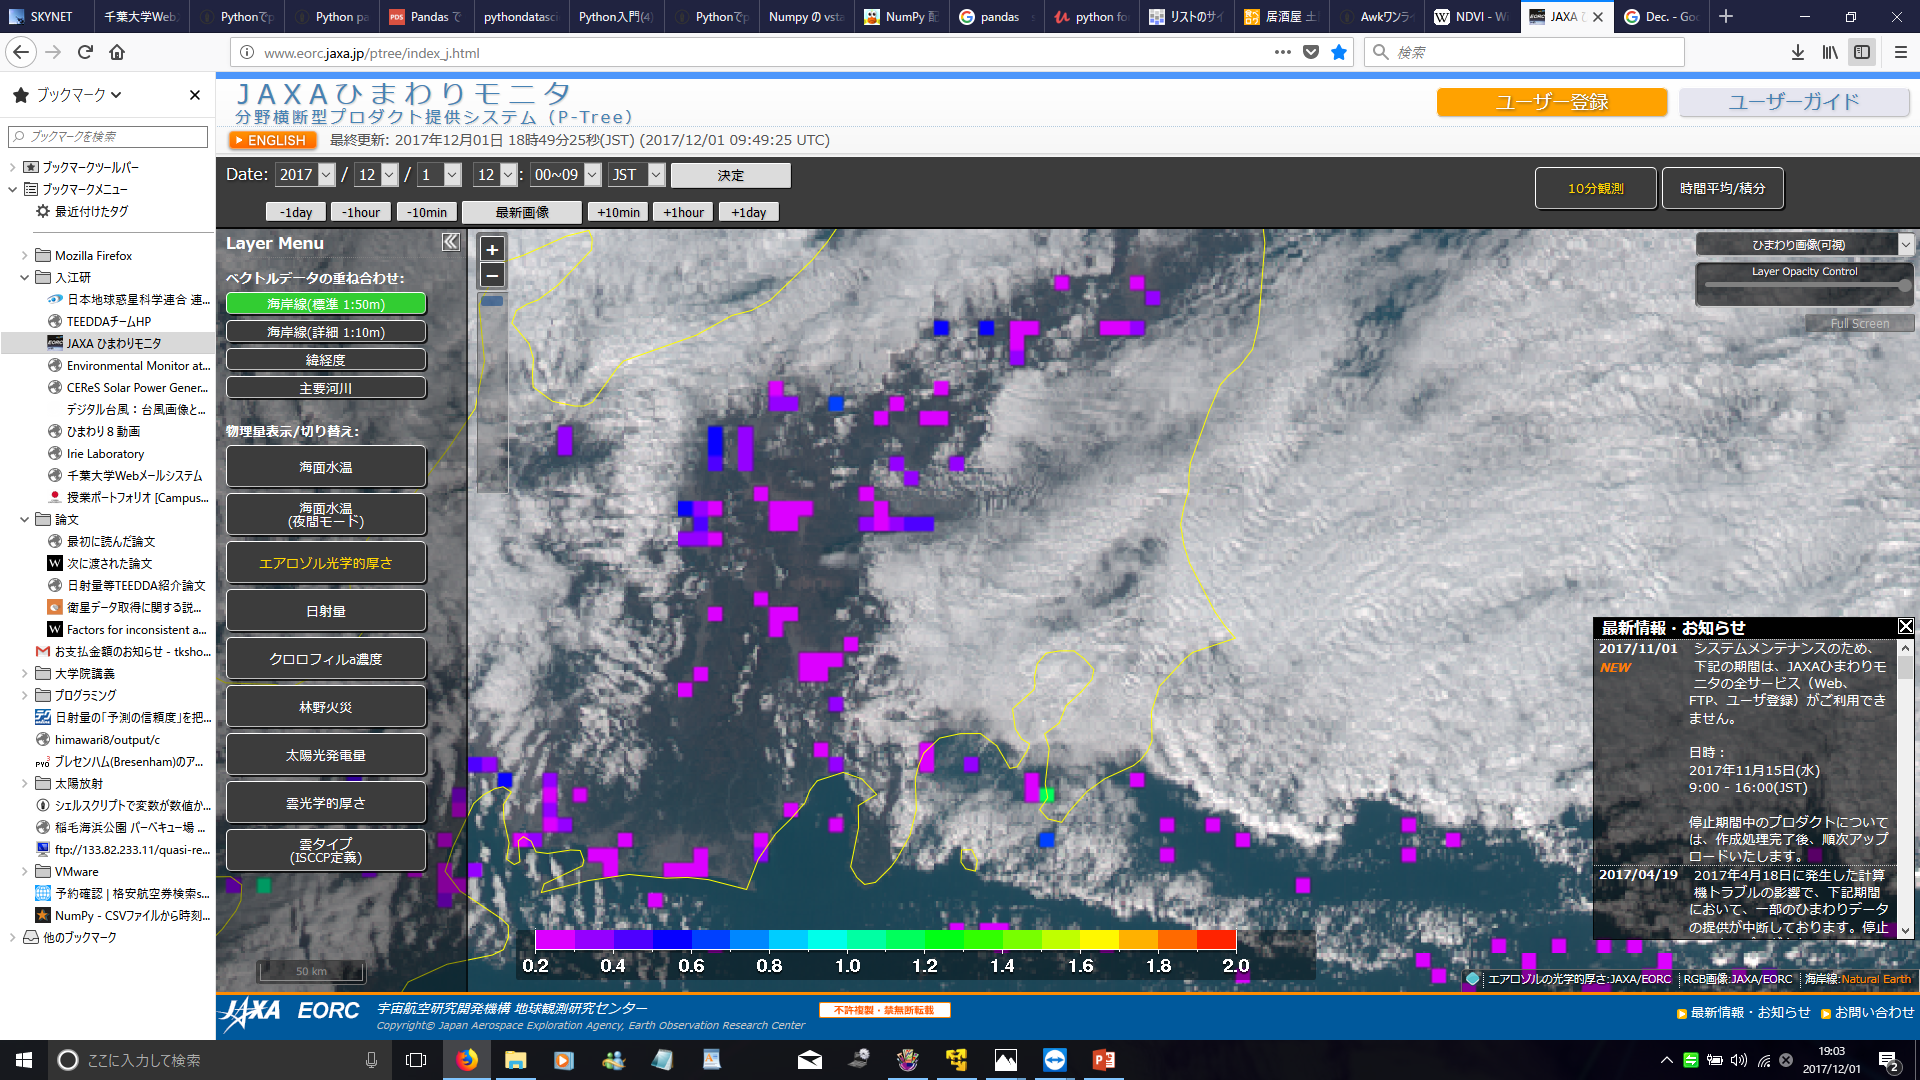 SKYNET
千葉大学Web
Pythonでp
Python pa
Pandas で
pythondatasci
Python入門(4)
Pythonでp
Numpy の vsta
NumPy 配
pandas
python fo
リストのサイ
居酒屋 土
Awkワンライ
NDVI - Wi
JAXA ひ
Dec. - Goo
www.eorc.jaxa.jp/ptree/index_j.html
検索
ブックマーク
ブックマークを検索
ブックマークツールバー
ブックマークメニュー
最近付けたタグ
Mozilla Firefox
入江研
日本地球惑星科学連合 連...
TEEDDAチームHP
JAXA ひまわりモニタ
Environmental Monitor at...
CEReS Solar Power Gener...
デジタル台風：台風画像と...
ひまわり８動画
Irie Laboratory
千葉大学Webメールシステム
授業ポートフォリオ [Campus...
論文
最初に読んだ論文
次に渡された論文
日射量等TEEDDA紹介論文
衛星データ取得に関する説...
Factors for inconsistent a...
お支払金額のお知らせ - tksho...
大学院講義
プログラミング
日射量の「予測の信頼度」を把...
himawari8/output/c
ブレセンハム(Bresenham)のア...
太陽放射
シェルスクリプトで変数が数値か...
稲毛海浜公園 バーベキュー場 ...
ftp://133.82.233.11/quasi-re...
VMware
予約確認 | 格安航空券検索s...
NumPy - CSVファイルから時刻...
他のブックマーク
JAXAひまわりモニタ
分野横断型プロダクト提供システム（P-Tree）
ユーザー登録
ユーザーガイド
ENGLISH
最終更新: 2017年12月01日 18時49分25秒(JST) (2017/12/01 09:49:25 UTC)
Date: 2017 / 12 / 1 12 : 00~09 JST 決定
-1day -1hour -10min 最新画像 +10min +1hour +1day
10分観測
時間平均/積分
Layer Menu
ベクトルデータの重ね合わせ:
海岸線(標準 1:50m)
海岸線(詳細 1:10m)
緯経度
主要河川
物理量表示/切り替え:
海面水温
海面水温
(夜間モード)
エアロゾル光学的厚さ
日射量
クロロフィルa濃度
林野火災
太陽光発電量
雲光学的厚さ
雲タイプ
(ISCCP定義)
50 km
+
−
ひまわり画像(可視)
Layer Opacity Control
Full Screen
最新情報・お知らせ
2017/11/01
NEW
システムメンテナンスのため、
下記の期間は、JAXAひまわりモ
ニタの全サービス（Web、
FTP、ユーザ登録）がご利用でき
ません。
日時：
2017年11月15日(水)
9:00 - 16:00(JST)
停止期間中のプロダクトについて
は、作成処理完了後、順次アップ
ロードいたします。
2017/04/19
2017年4月18日に発生した計算
機トラブルの影響で、下記期間
において、一部のひまわりデータ
の提供が中断しております。停止
0.2 0.4 0.6 0.8 1.0 1.2 1.4 1.6 1.8 2.0
エアロゾルの光学的厚さ:JAXA/EORC
RGB画像:JAXA/EORC
海岸線:Natural Earth
JAXA EORC
宇宙航空研究開発機構 地球観測研究センター
Copyright© Japan Aerospace Exploration Agency, Earth Observation Research Center
不許複製・禁無断転載
最新情報・お知らせ
お問い合わせ
ここに入力して検索
19:03
2017/12/01
2